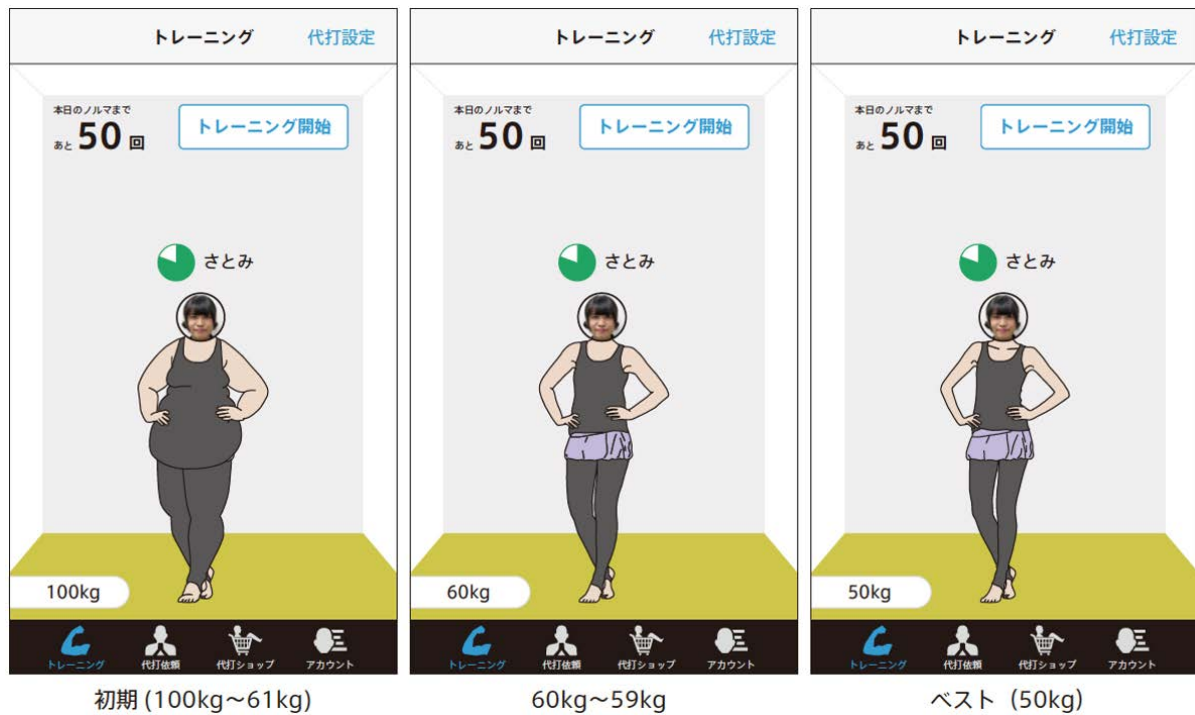 トレーニング 代打設定
本日のノルマまで
あと 50 回
トレーニング開始
さとみ
100kg
トレーニング 代打依頼 代打ショップ アカウント
初期 (100kg～61kg)
トレーニング 代打設定
本日のノルマまで
あと 50 回
トレーニング開始
さとみ
60kg
トレーニング 代打依頼 代打ショップ アカウント
60kg～59kg
トレーニング 代打設定
本日のノルマまで
あと 50 回
トレーニング開始
さとみ
50kg
トレーニング 代打依頼 代打ショップ アカウント
ベスト（50kg）